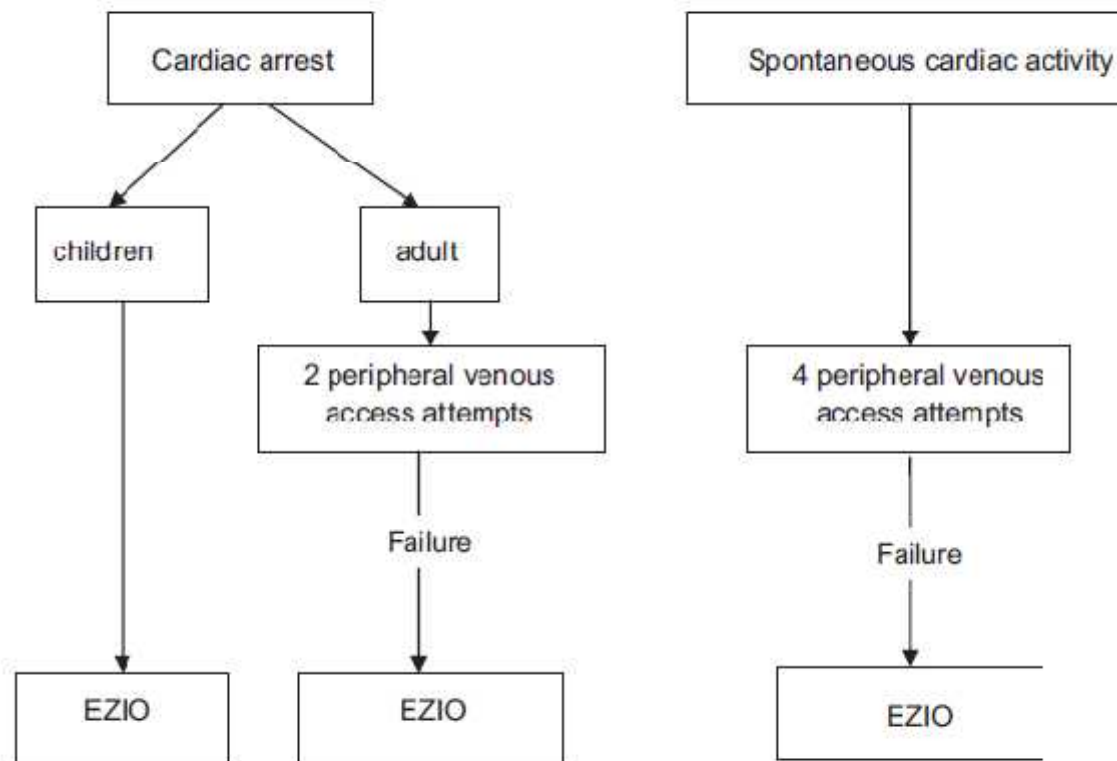 Cardiac arrest
Spontaneous cardiac activity
children
adult
2 peripheral venous
access attempts
4 peripheral venous
access attempts
Failure
Failure
EZIO
EZIO
EZIO